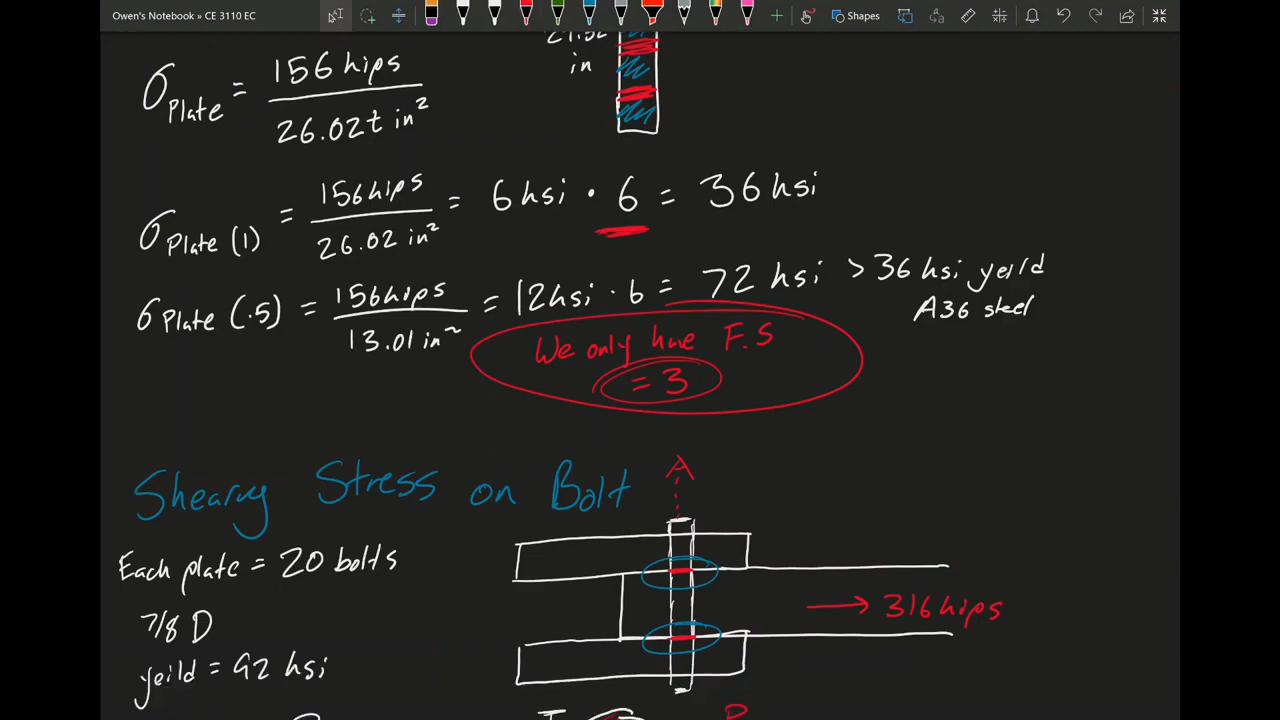 Owen's Notebook » CE 3110 EC
Shapes
in
σPlate = 156 kips / 26.02t in²
σPlate (1) = 156 kips / 26.02 in² = 6 ksi · 6 = 36 ksi
σPlate (.5) = 156 kips / 13.01 in² = 12 ksi · 6 = 72 ksi > 36 ksi yeild
A36 steel
We only have F.S
= 3
A
Shearing Stress on Bolt
Each plate = 20 bolts
7/8 D
yeild = 92 ksi
→ 316 kips